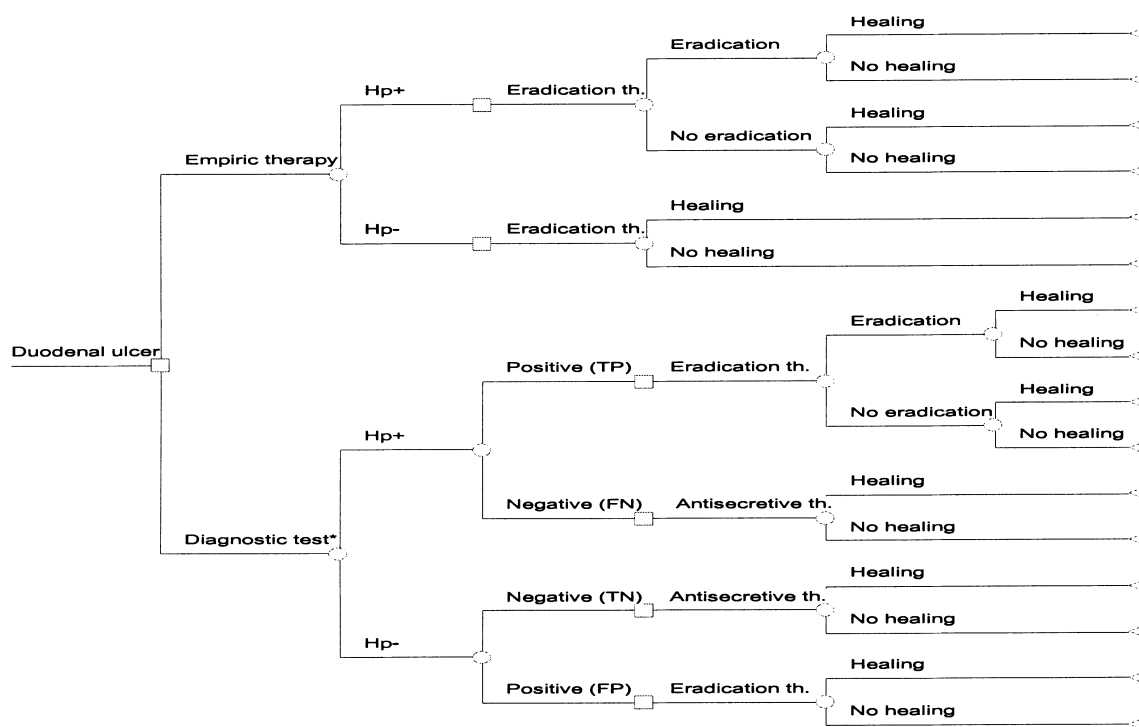 Healing
Eradication
No healing
Hp+
Eradication th.
Healing
No eradication
No healing
Empiric therapy
Healing
Hp-
Eradication th.
No healing
Healing
Eradication
No healing
Duodenal ulcer
Positive (TP)
Eradication th.
Healing
No eradication
No healing
Hp+
Healing
Negative (FN)
Antisecretive th.
No healing
Diagnostic test*
Healing
Negative (TN)
Antisecretive th.
No healing
Hp-
Healing
Positive (FP)
Eradication th.
No healing